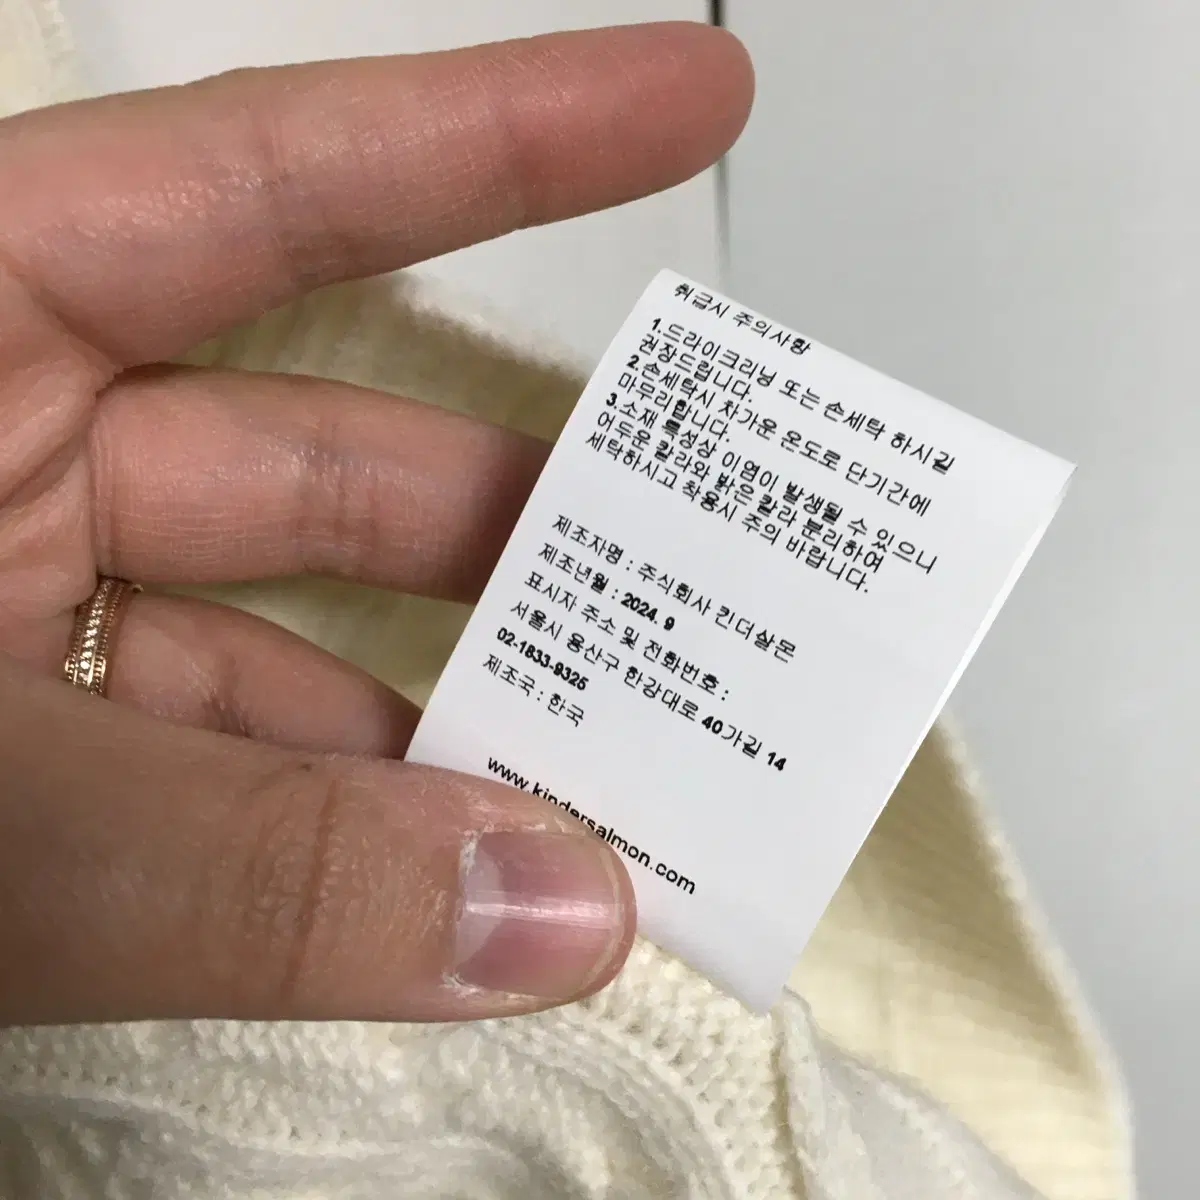 취급시 주의사항
1.드라이크리닝 또는 손세탁 하시길
권장드립니다.
2.손세탁시 차가운 온도로 단기간에
마무리합니다.
3.소재 특성상 이염이 발생될 수 있으니
어두운 칼라와 밝은 칼라 분리하여
세탁하시고 착용시 주의 바랍니다.
제조자명 : 주식회사 킨더살몬
제조년월 : 2024. 9
표시자 주소 및 전화번호 :
서울시 용산구 한강대로 40가길 14
02-1833-9325
제조국 : 한국
www.kindersalmon.com